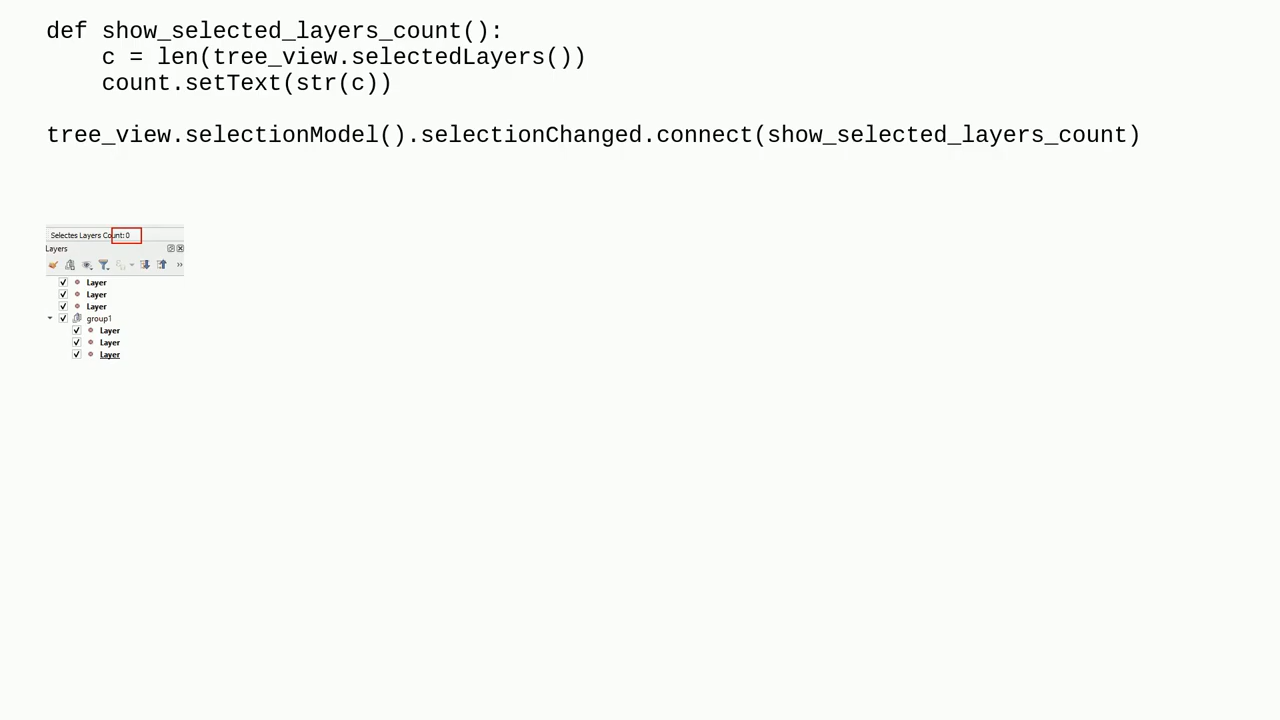 def show_selected_layers_count():
    c = len(tree_view.selectedLayers())
    count.setText(str(c))
tree_view.selectionModel().selectionChanged.connect(show_selected_layers_count)
Selectes Layers Count: 0
Layers
Layer
Layer
Layer
group1
Layer
Layer
Layer